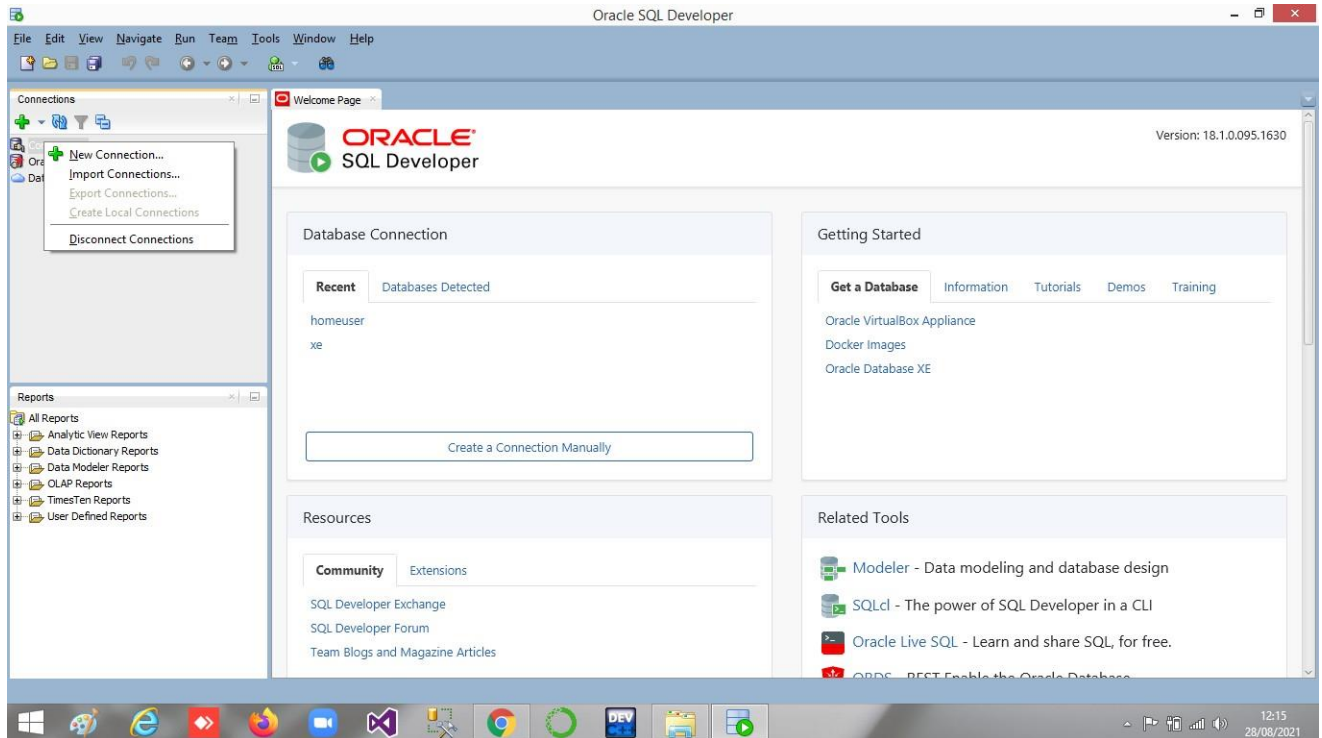 Oracle SQL Developer
File Edit View Navigate Run Team Tools Window Help
Connections
Welcome Page
New Connection...
Import Connections...
Export Connections...
Create Local Connections
Disconnect Connections
ORACLE
SQL Developer
Version: 18.1.0.095.1630
Database Connection
Recent Databases Detected
homeuser
xe
Create a Connection Manually
Getting Started
Get a Database Information Tutorials Demos Training
Oracle VirtualBox Appliance
Docker Images
Oracle Database XE
Reports
All Reports
Analytic View Reports
Data Dictionary Reports
Data Modeler Reports
OLAP Reports
TimesTen Reports
User Defined Reports
Resources
Community Extensions
SQL Developer Exchange
SQL Developer Forum
Team Blogs and Magazine Articles
Related Tools
Modeler - Data modeling and database design
SQLcl - The power of SQL Developer in a CLI
Oracle Live SQL - Learn and share SQL, for free.
ORDS - REST Enable the Oracle Database
DEV
12:15
28/08/2021